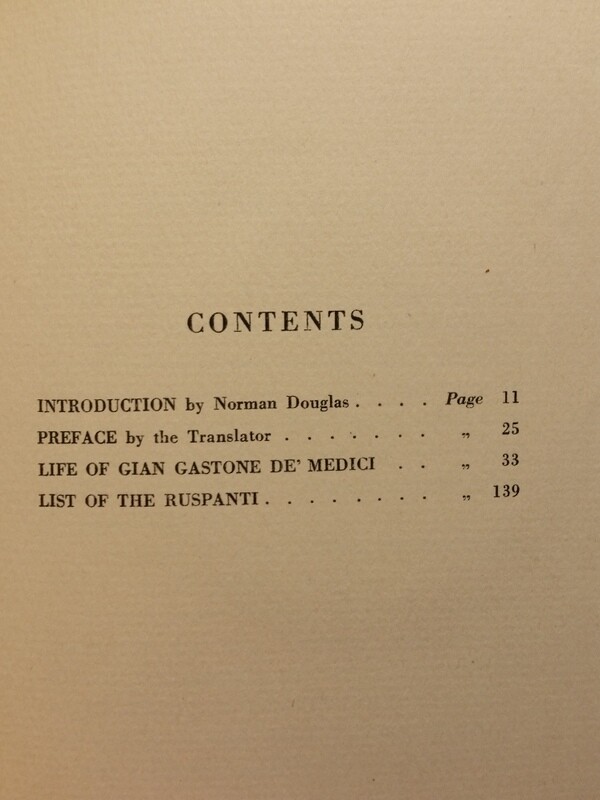 CONTENTS
INTRODUCTION by Norman Douglas . . . . Page 11
PREFACE by the Translator . . . . . . . „ 25
LIFE OF GIAN GASTONE DE' MEDICI . . „ 33
LIST OF THE RUSPANTI . . . . . . . . „ 139